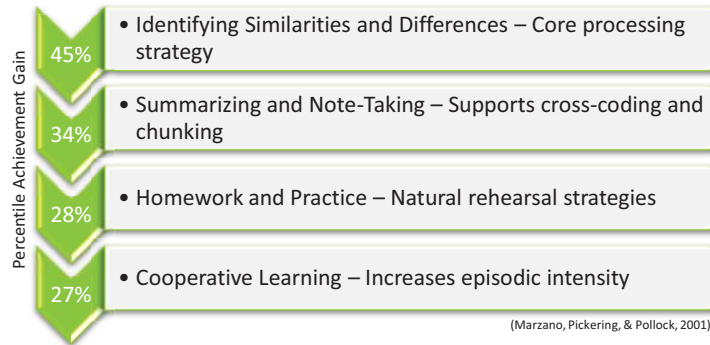 Percentile Achievement Gain
45%
• Identifying Similarities and Differences – Core processing
strategy
34%
• Summarizing and Note-Taking – Supports cross-coding and
chunking
28%
• Homework and Practice – Natural rehearsal strategies
27%
• Cooperative Learning – Increases episodic intensity
(Marzano, Pickering, & Pollock, 2001)